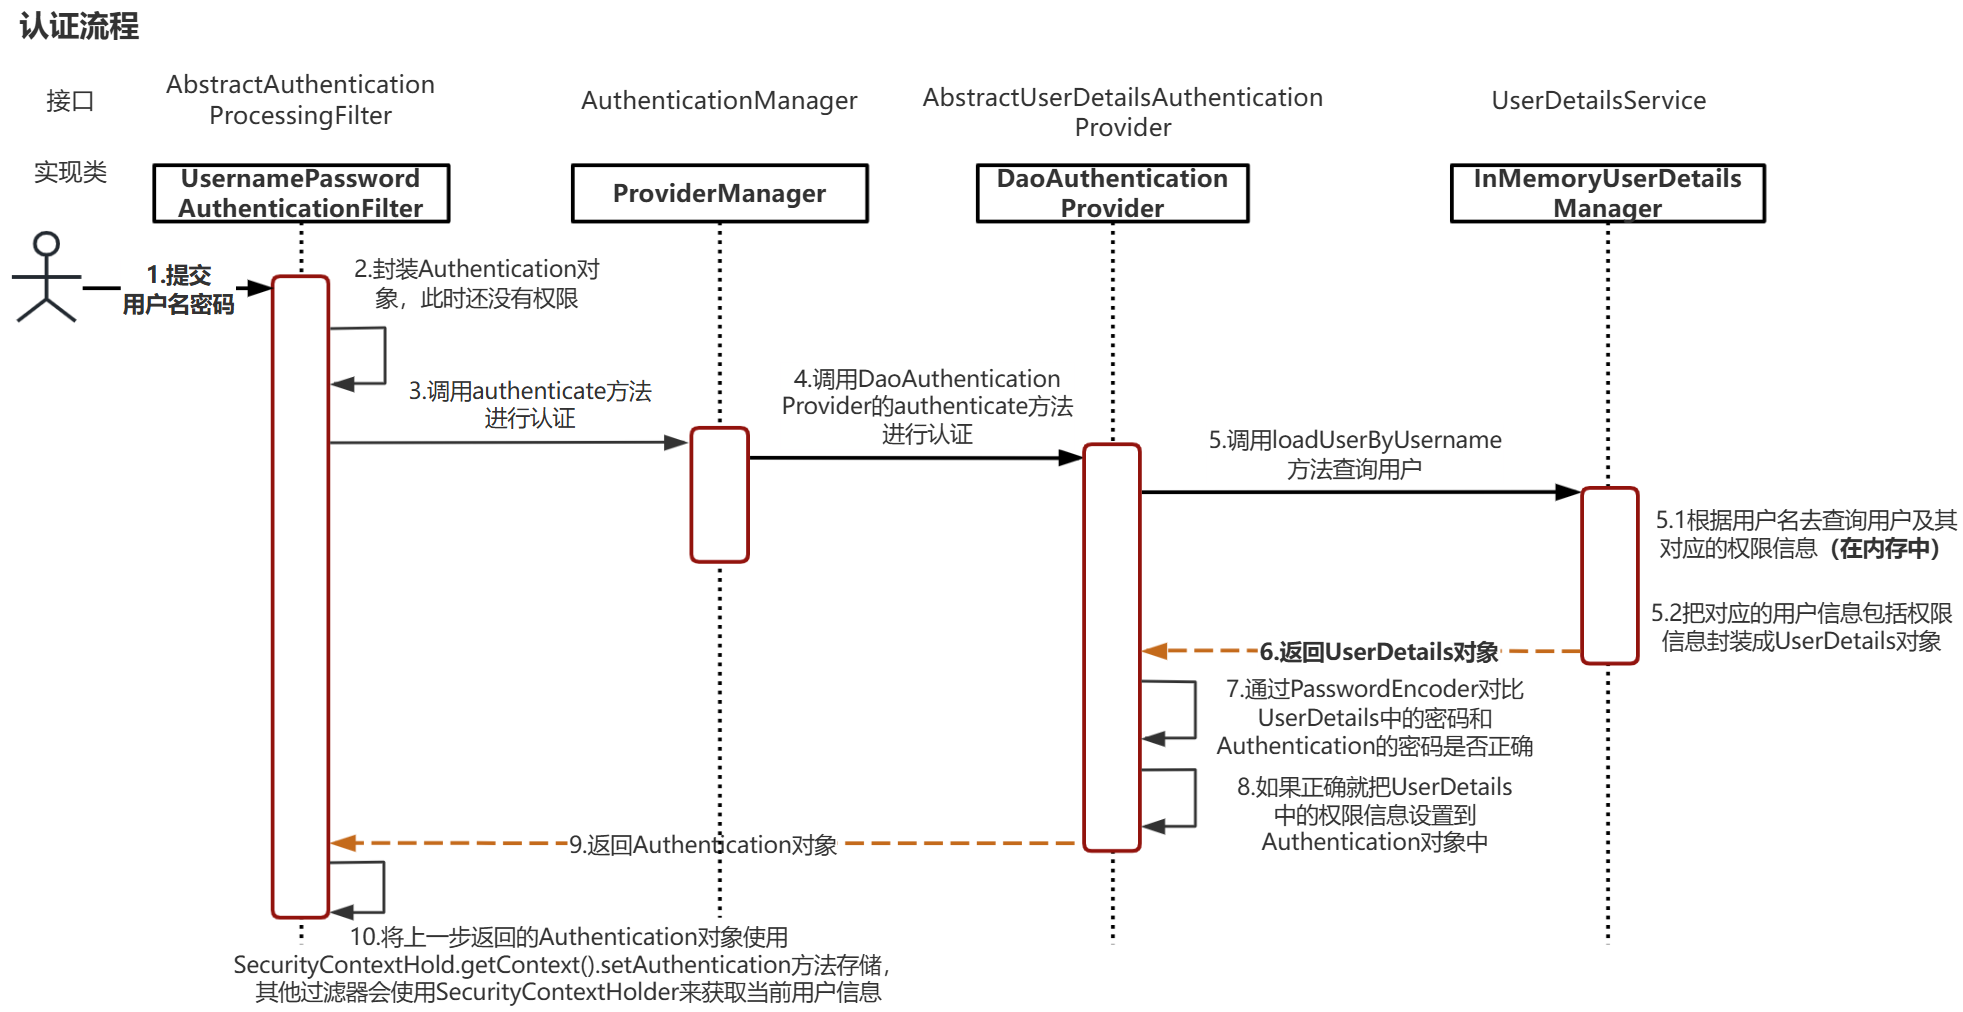 认证流程
接口
AbstractAuthentication
ProcessingFilter
AuthenticationManager
AbstractUserDetailsAuthentication
Provider
UserDetailsService
实现类
UsernamePassword
AuthenticationFilter
ProviderManager
DaoAuthentication
Provider
InMemoryUserDetails
Manager
1.提交
用户名密码
2.封装Authentication对
象，此时还没有权限
3.调用authenticate方法
进行认证
4.调用DaoAuthentication
Provider的authenticate方法
进行认证
5.调用loadUserByUsername
方法查询用户
5.1根据用户名去查询用户及其
对应的权限信息（在内存中）
5.2把对应的用户信息包括权限
信息封装成UserDetails对象
6.返回UserDetails对象
7.通过PasswordEncoder对比
UserDetails中的密码和
Authentication的密码是否正确
8.如果正确就把UserDetails
中的权限信息设置到
Authentication对象中
9.返回Authentication对象
10.将上一步返回的Authentication对象使用
SecurityContextHold.getContext().setAuthentication方法存储，
其他过滤器会使用SecurityContextHolder来获取当前用户信息